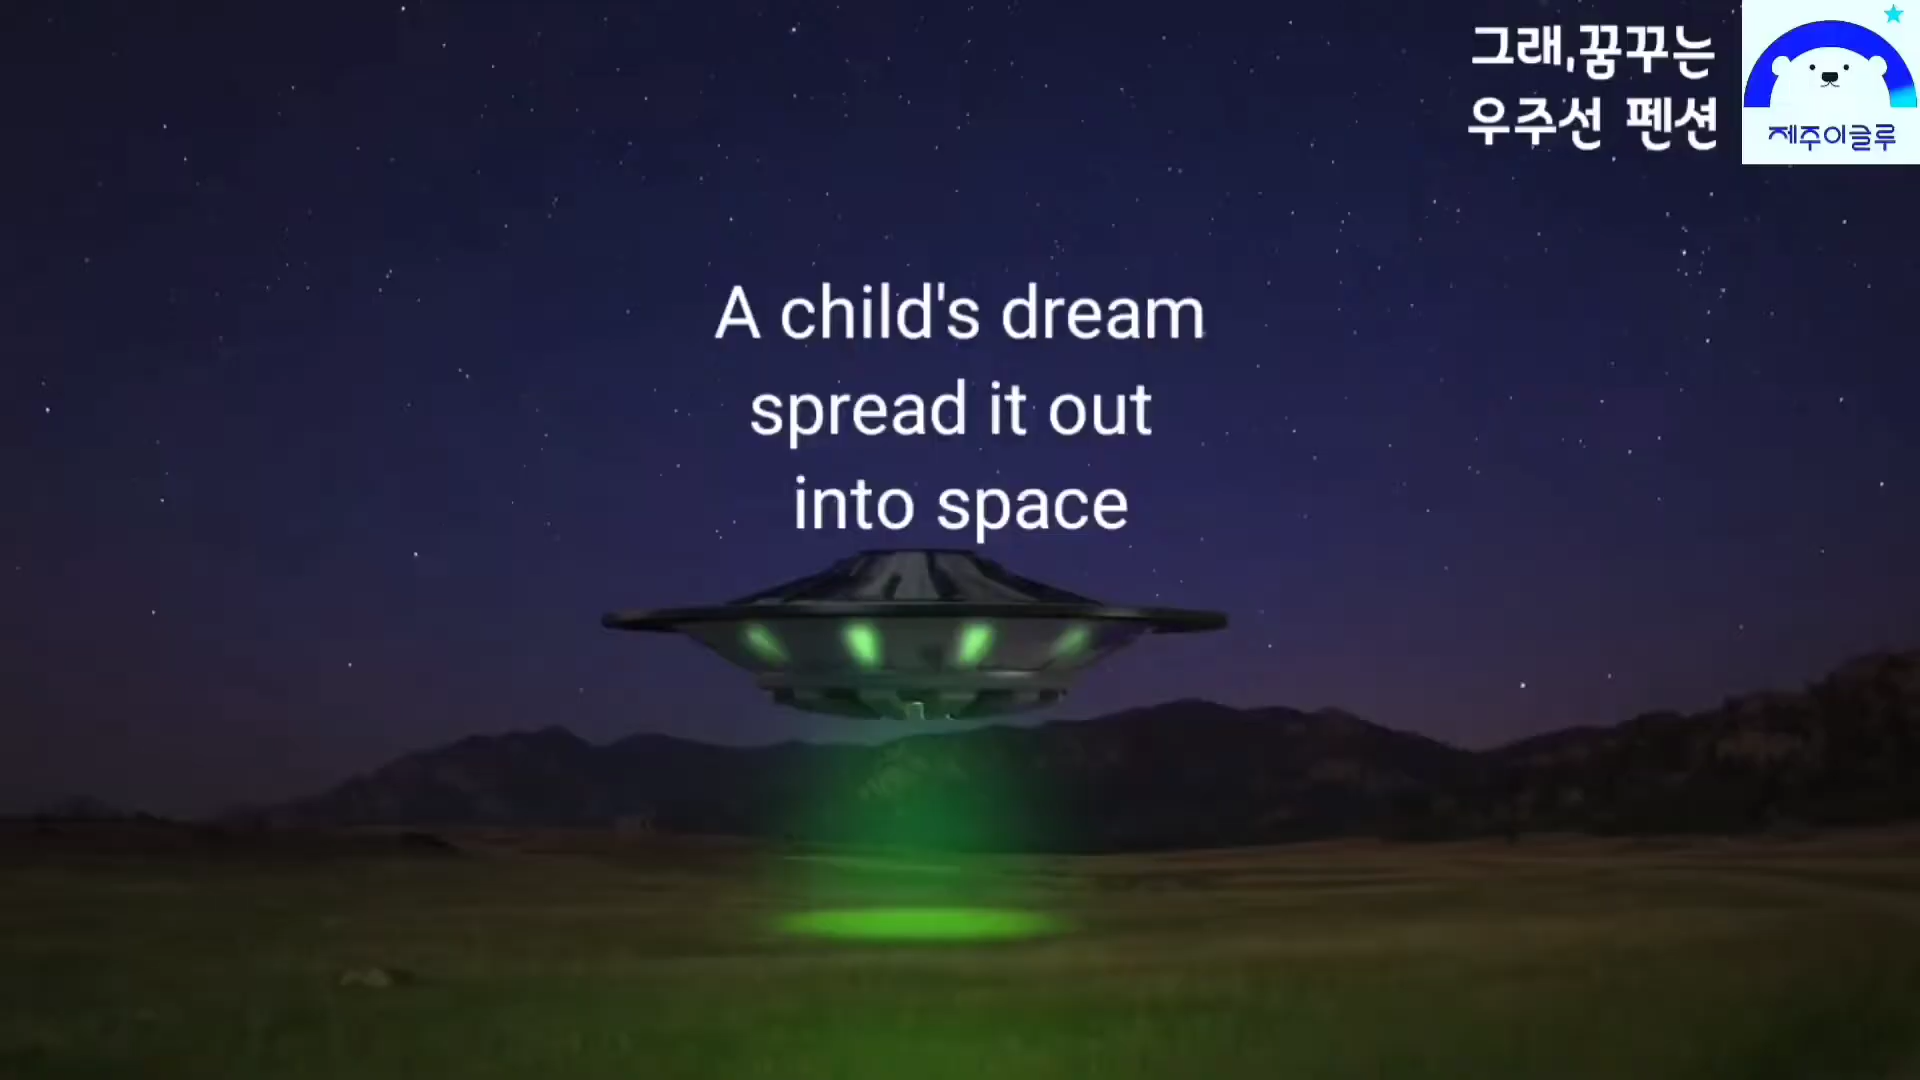 그래,꿈꾸는
우주선 펜션
제주이글루
A child's dream
spread it out
into space